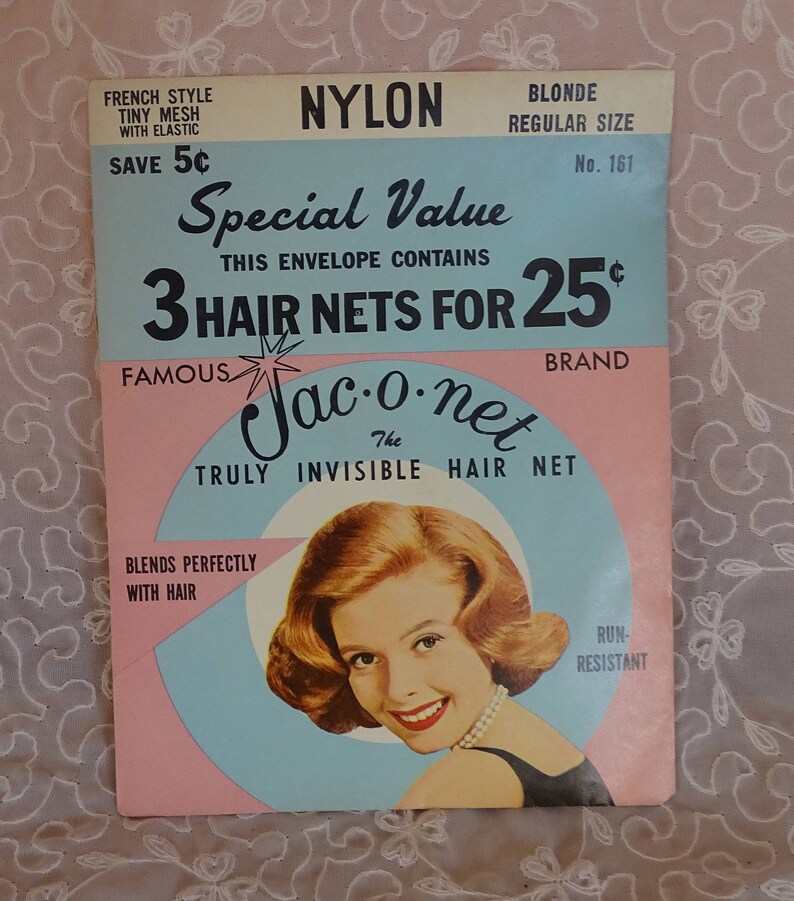 FRENCH STYLE
TINY MESH
WITH ELASTIC
NYLON
BLONDE
REGULAR SIZE
SAVE 5¢
No. 161
Special Value
THIS ENVELOPE CONTAINS
3 HAIR NETS FOR 25¢
FAMOUS
BRAND
Jac·o·net
The
TRULY INVISIBLE HAIR NET
BLENDS PERFECTLY
WITH HAIR
RUN-
RESISTANT